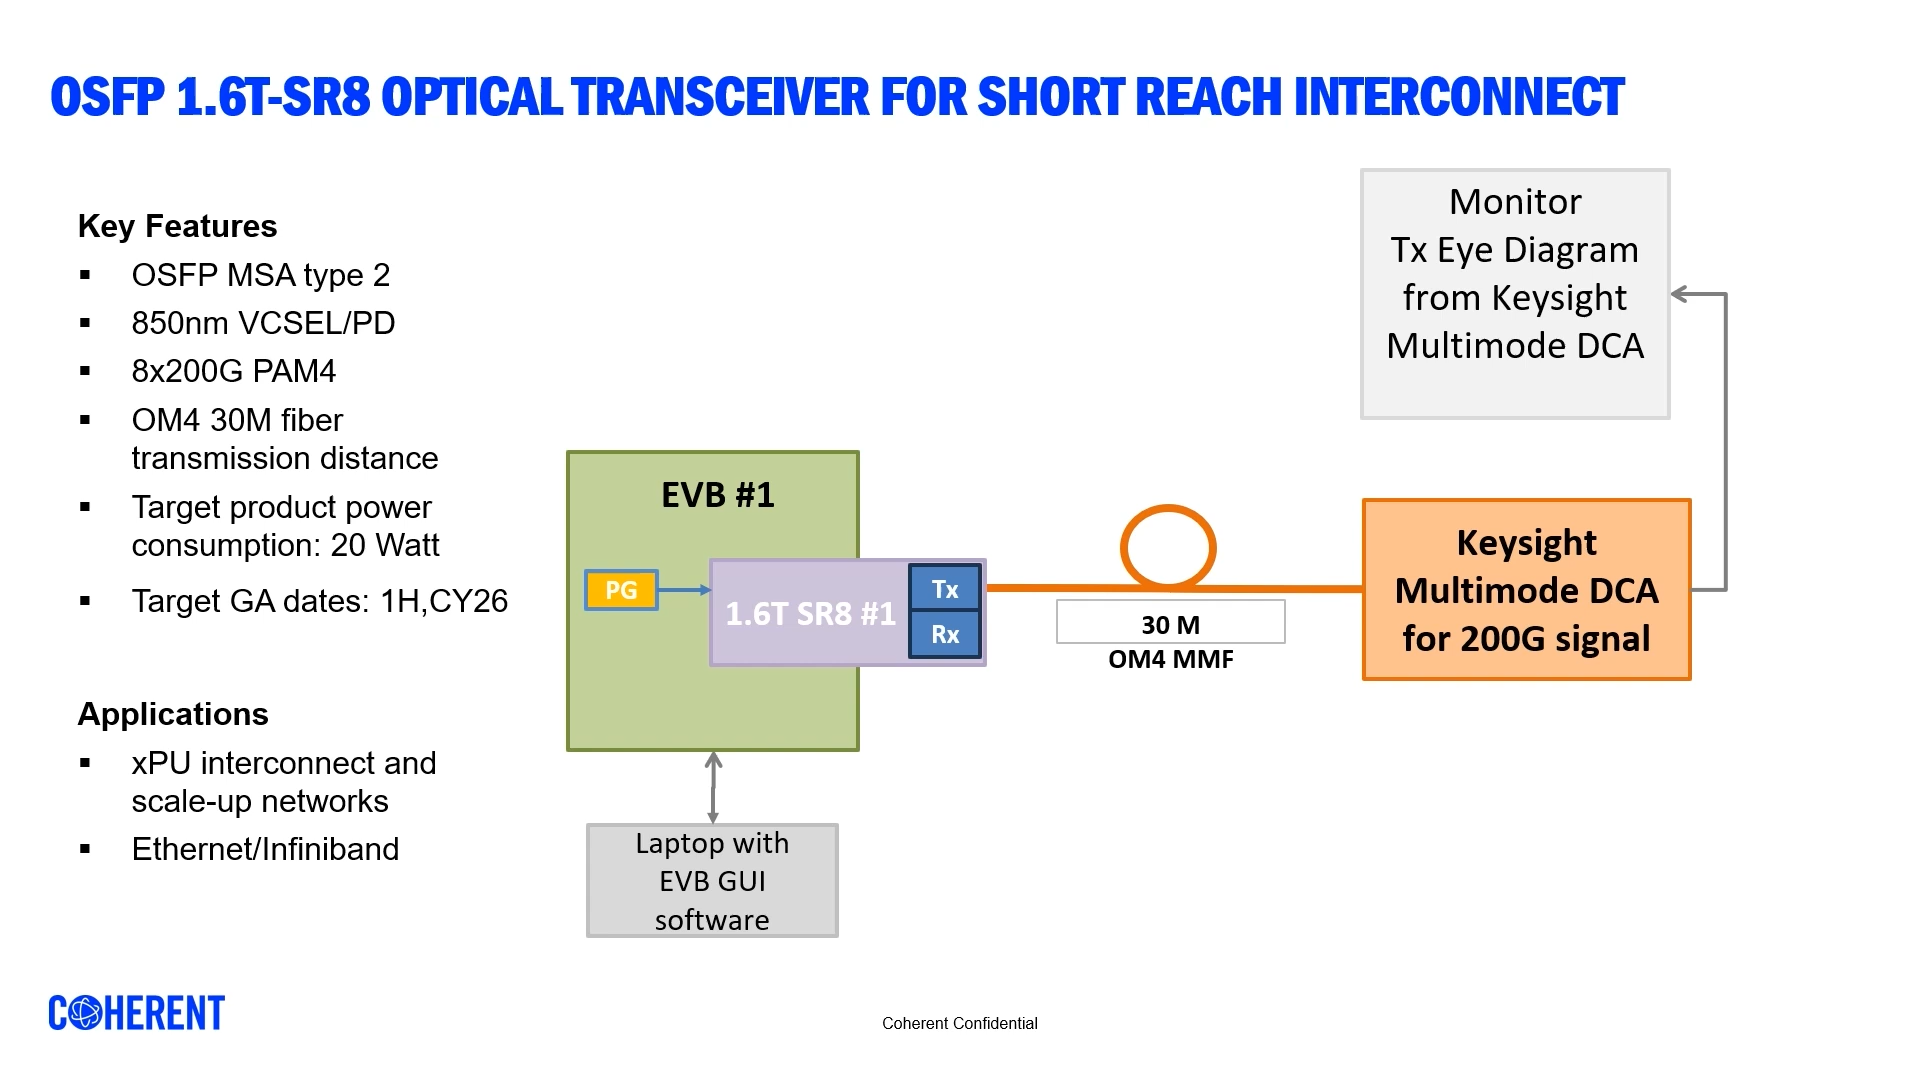 OSFP 1.6T-SR8 OPTICAL TRANSCEIVER FOR SHORT REACH INTERCONNECT
Key Features
▪ OSFP MSA type 2
▪ 850nm VCSEL/PD
▪ 8x200G PAM4
▪ OM4 30M fiber
transmission distance
▪ Target product power
consumption: 20 Watt
▪ Target GA dates: 1H,CY26
Applications
▪ xPU interconnect and
scale-up networks
▪ Ethernet/Infiniband
EVB #1
PG
1.6T SR8 #1
Tx
Rx
Laptop with
EVB GUI
software
30 M
OM4 MMF
Keysight
Multimode DCA
for 200G signal
Monitor
Tx Eye Diagram
from Keysight
Multimode DCA
COHERENT
Coherent Confidential